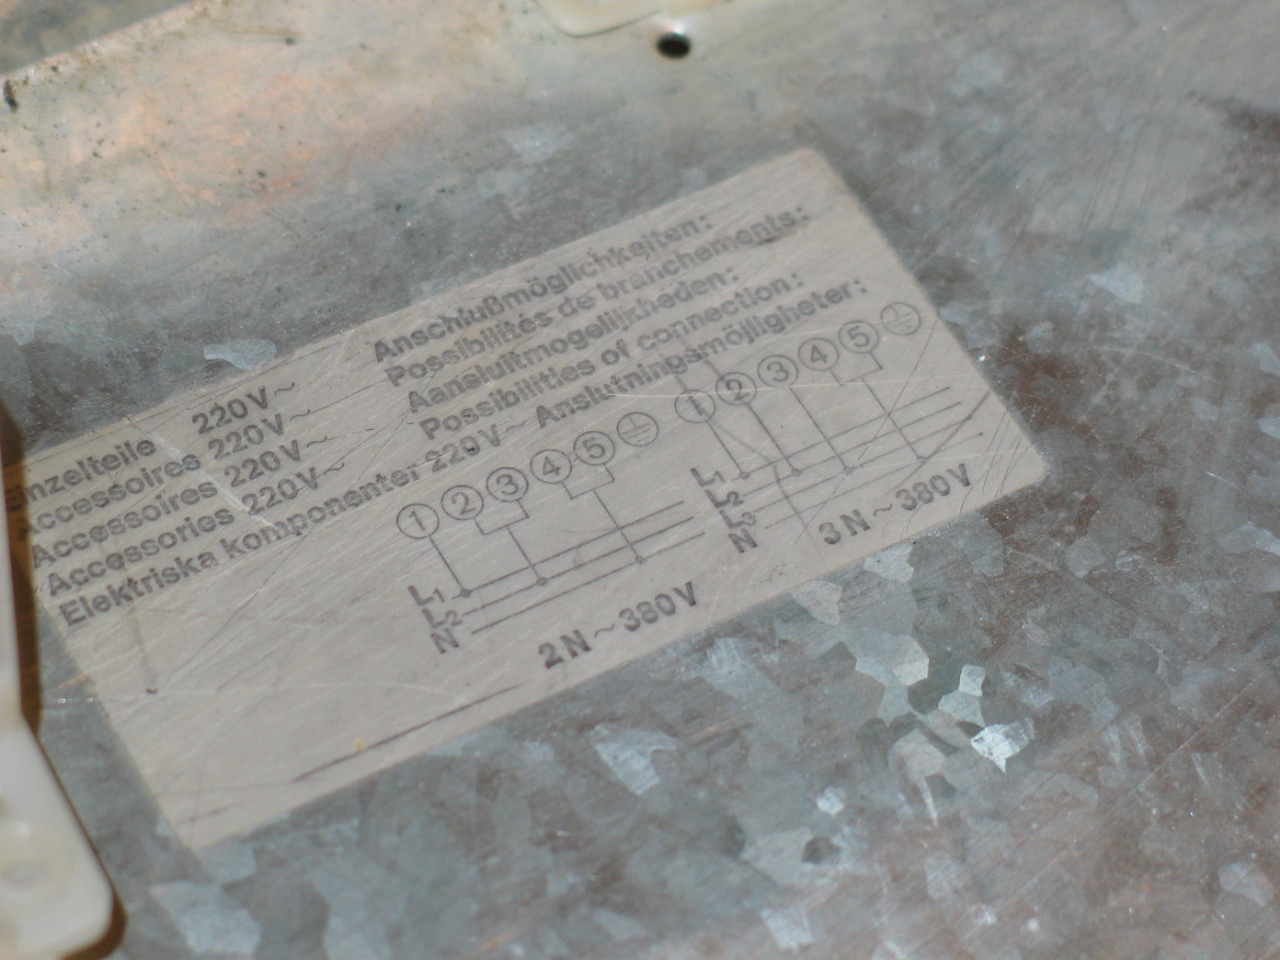 Einzelteile 220V~
Accessoires 220V~
Accessoires 220V~
Accessories 220V~
Elektriska komponenter 220V~
Anschlußmöglichkeiten:
Possibilités de branchements:
Aansluitmogelijkheden:
Possibilities of connection:
Anslutningsmöjligheter:
1 2 3 4 5
L1
L2
N
2N~380V
1 2 3 4 5
L1
L2
L3
N
3N~380V